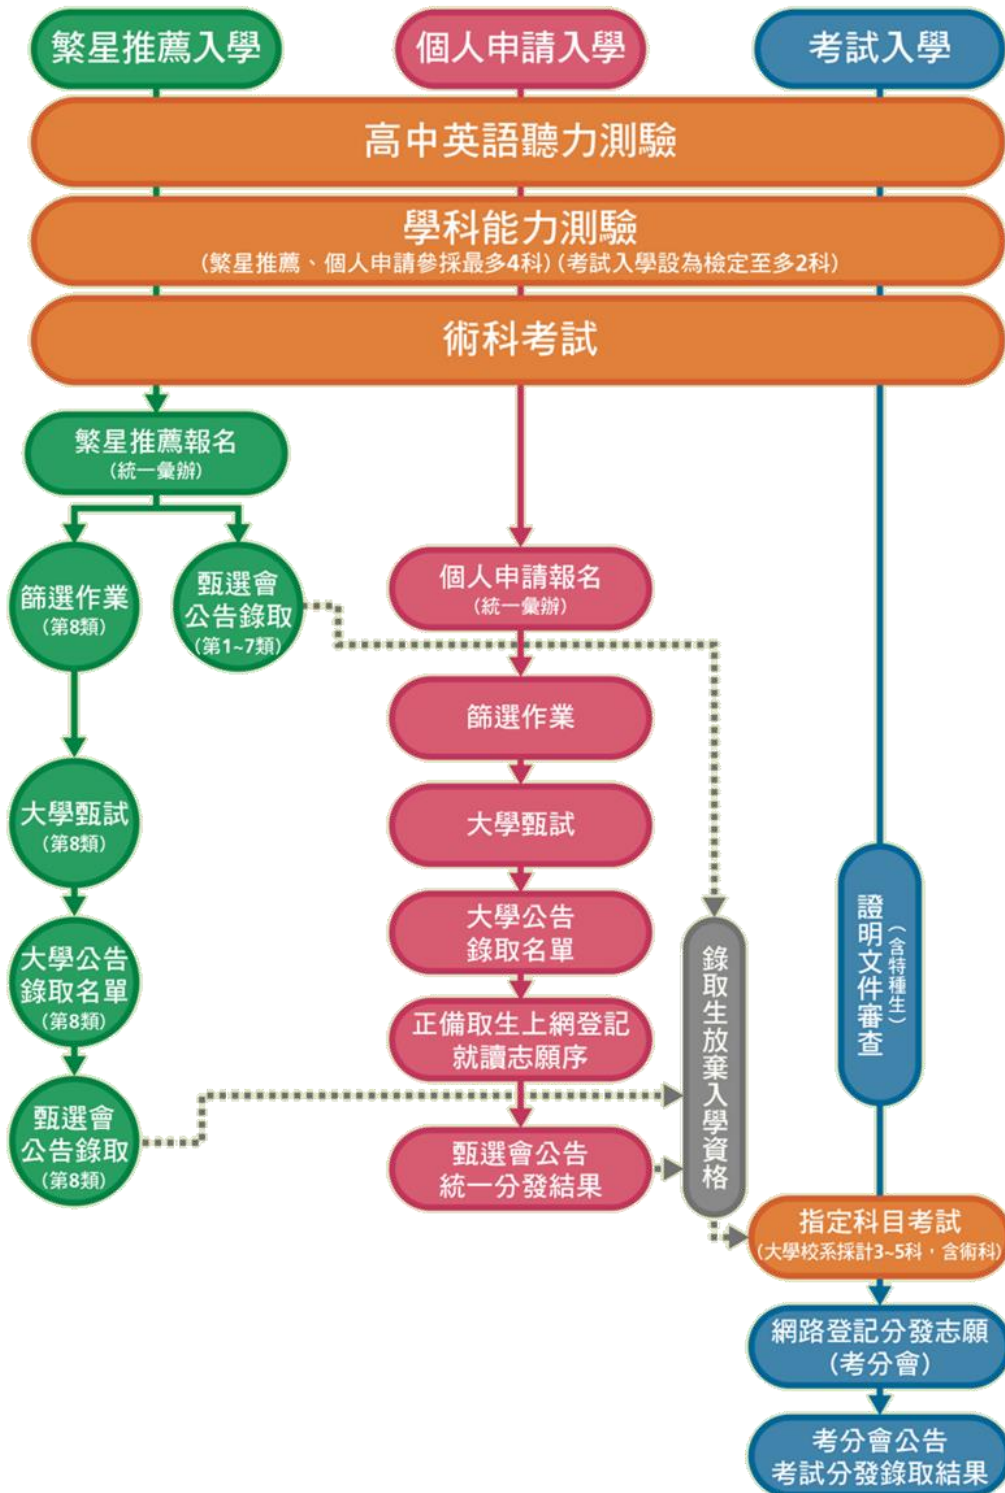 繁星推薦入學
個人申請入學
考試入學
高中英語聽力測驗
學科能力測驗
(繁星推薦、個人申請參採最多4科)(考試入學設為檢定至多2科)
術科考試
繁星推薦報名
(統一彙辦)
篩選作業
(第8類)
甄選會
公告錄取
(第1~7類)
個人申請報名
(統一彙辦)
篩選作業
大學甄試
(第8類)
大學甄試
大學公告
錄取名單
(第8類)
大學公告
錄取名單
正備取生上網登記
就讀志願序
甄選會
公告錄取
(第8類)
甄選會公告
統一分發結果
錄取生放棄入學資格
證明文件審查
(含特種生)
指定科目考試
(大學校系採計3~5科,含術科)
網路登記分發志願
(考分會)
考分會公告
考試分發錄取結果